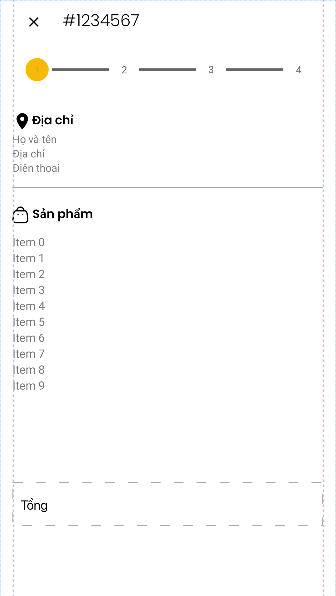 #1234567
1 2 3 4
Địa chỉ
Họ và tên
Địa chỉ
Điện thoại
Sản phẩm
Item 0
Item 1
Item 2
Item 3
Item 4
Item 5
Item 6
Item 7
Item 8
Item 9
Tổng